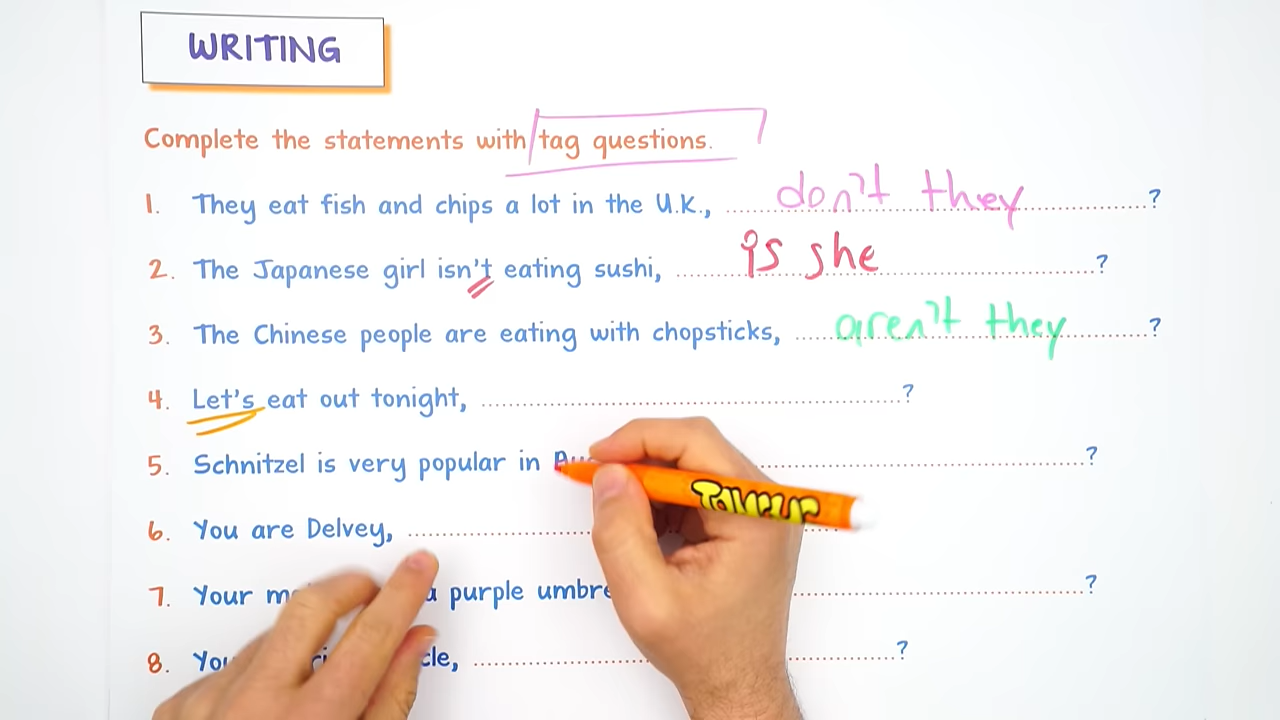 WRITING
Complete the statements with tag questions.
1. They eat fish and chips a lot in the U.K., don't they ?
2. The Japanese girl isn't eating sushi, is she ?
3. The Chinese people are eating with chopsticks, aren't they ?
4. Let's eat out tonight, ?
5. Schnitzel is very popular in ?
6. You are Delvey,
7. Your a purple ?
8. ?